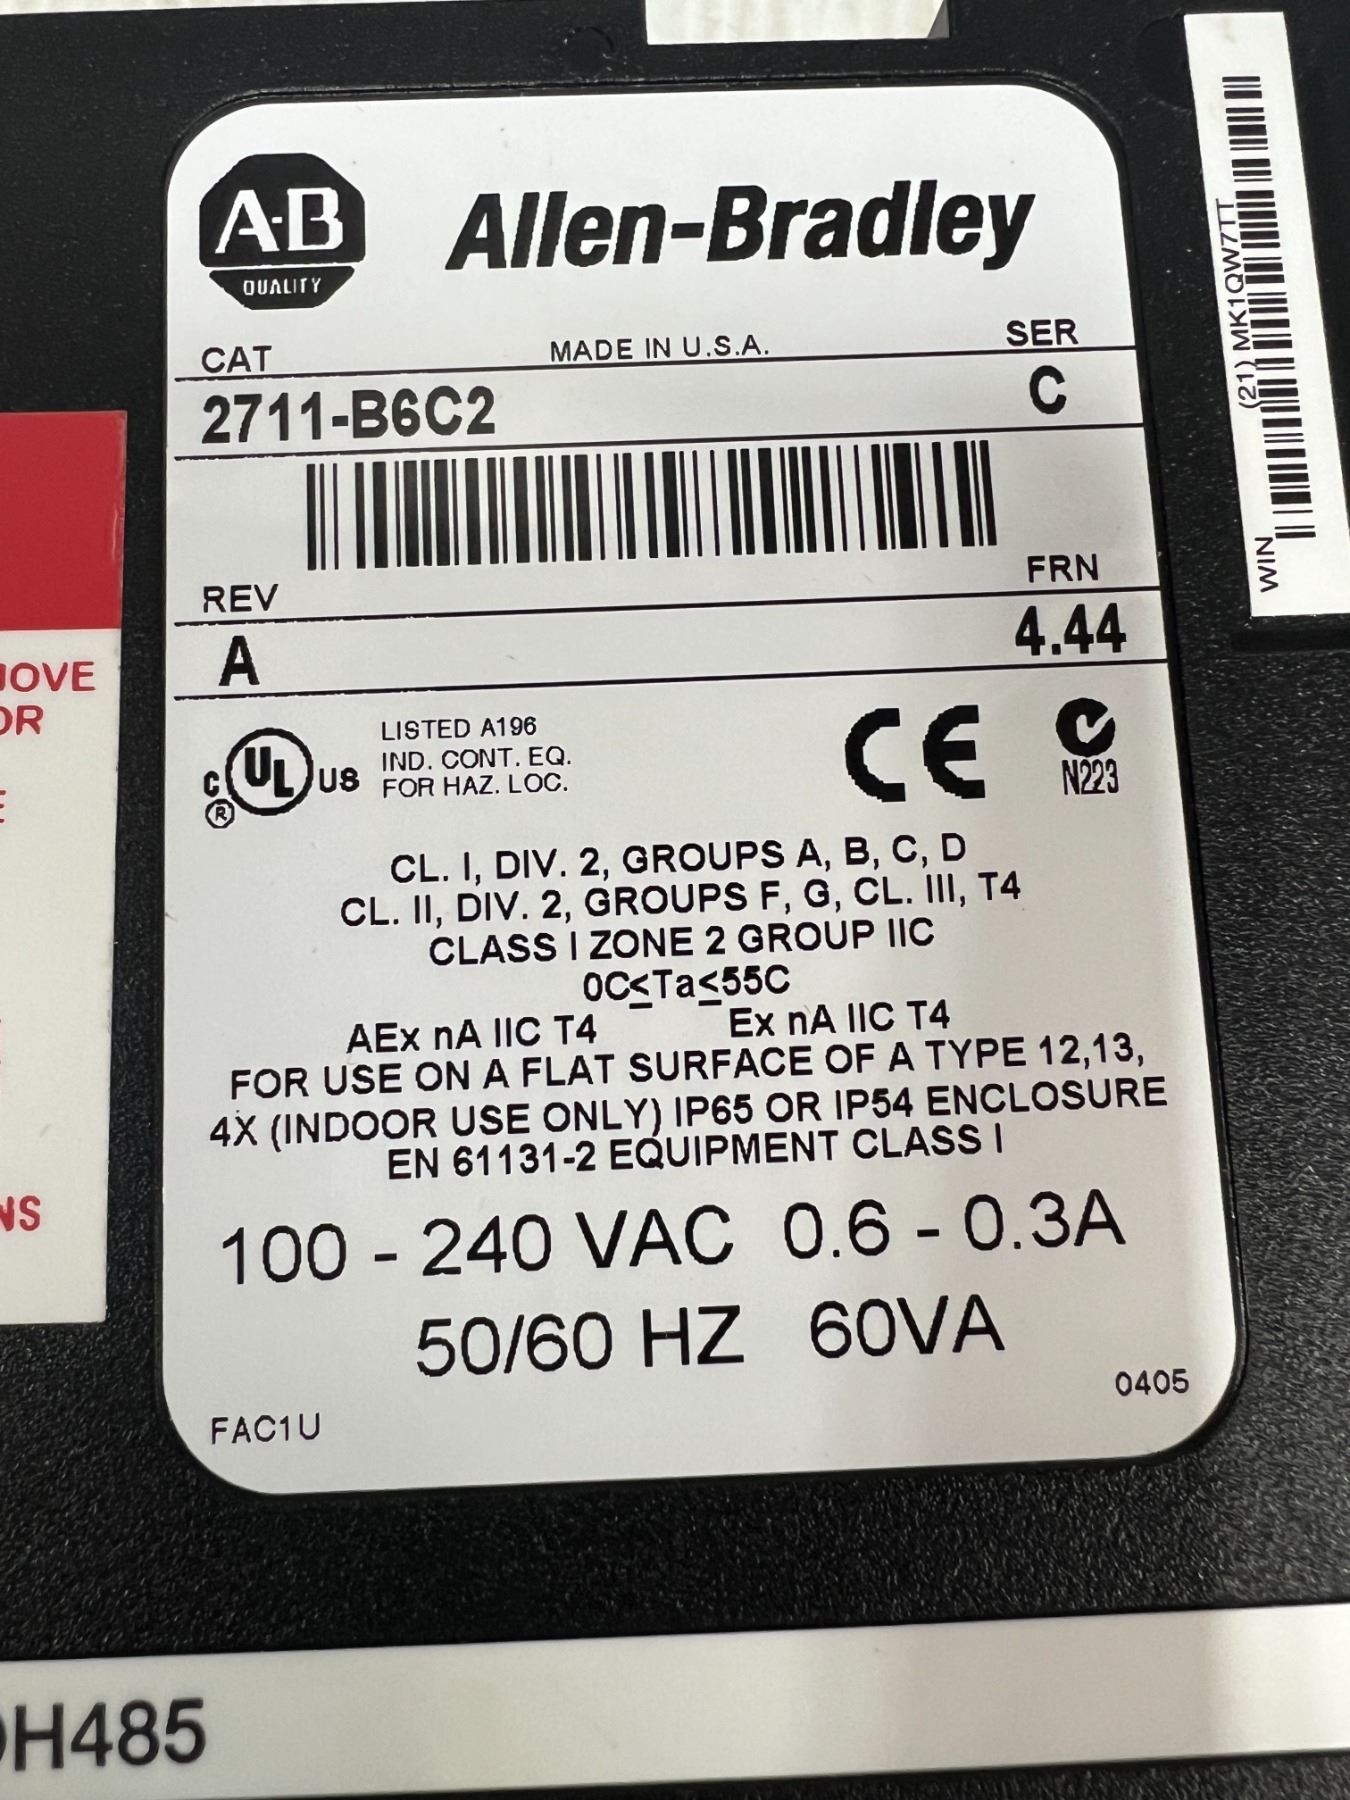 A-B
QUALITY
Allen-Bradley
CAT MADE IN U.S.A. SER
2711-B6C2 C
REV FRN
A 4.44
C UL US
®
LISTED A196
IND. CONT. EQ.
FOR HAZ. LOC.
CE
N223
CL. I, DIV. 2, GROUPS A, B, C, D
CL. II, DIV. 2, GROUPS F, G, CL. III, T4
CLASS I ZONE 2 GROUP IIC
0C≤Ta≤55C
AEx nA IIC T4 Ex nA IIC T4
FOR USE ON A FLAT SURFACE OF A TYPE 12,13,
4X (INDOOR USE ONLY) IP65 OR IP54 ENCLOSURE
EN 61131-2 EQUIPMENT CLASS I
100 - 240 VAC 0.6 - 0.3A
50/60 HZ 60VA
0405
FAC1U
WIN
(21) MK1QW7TT
DH485